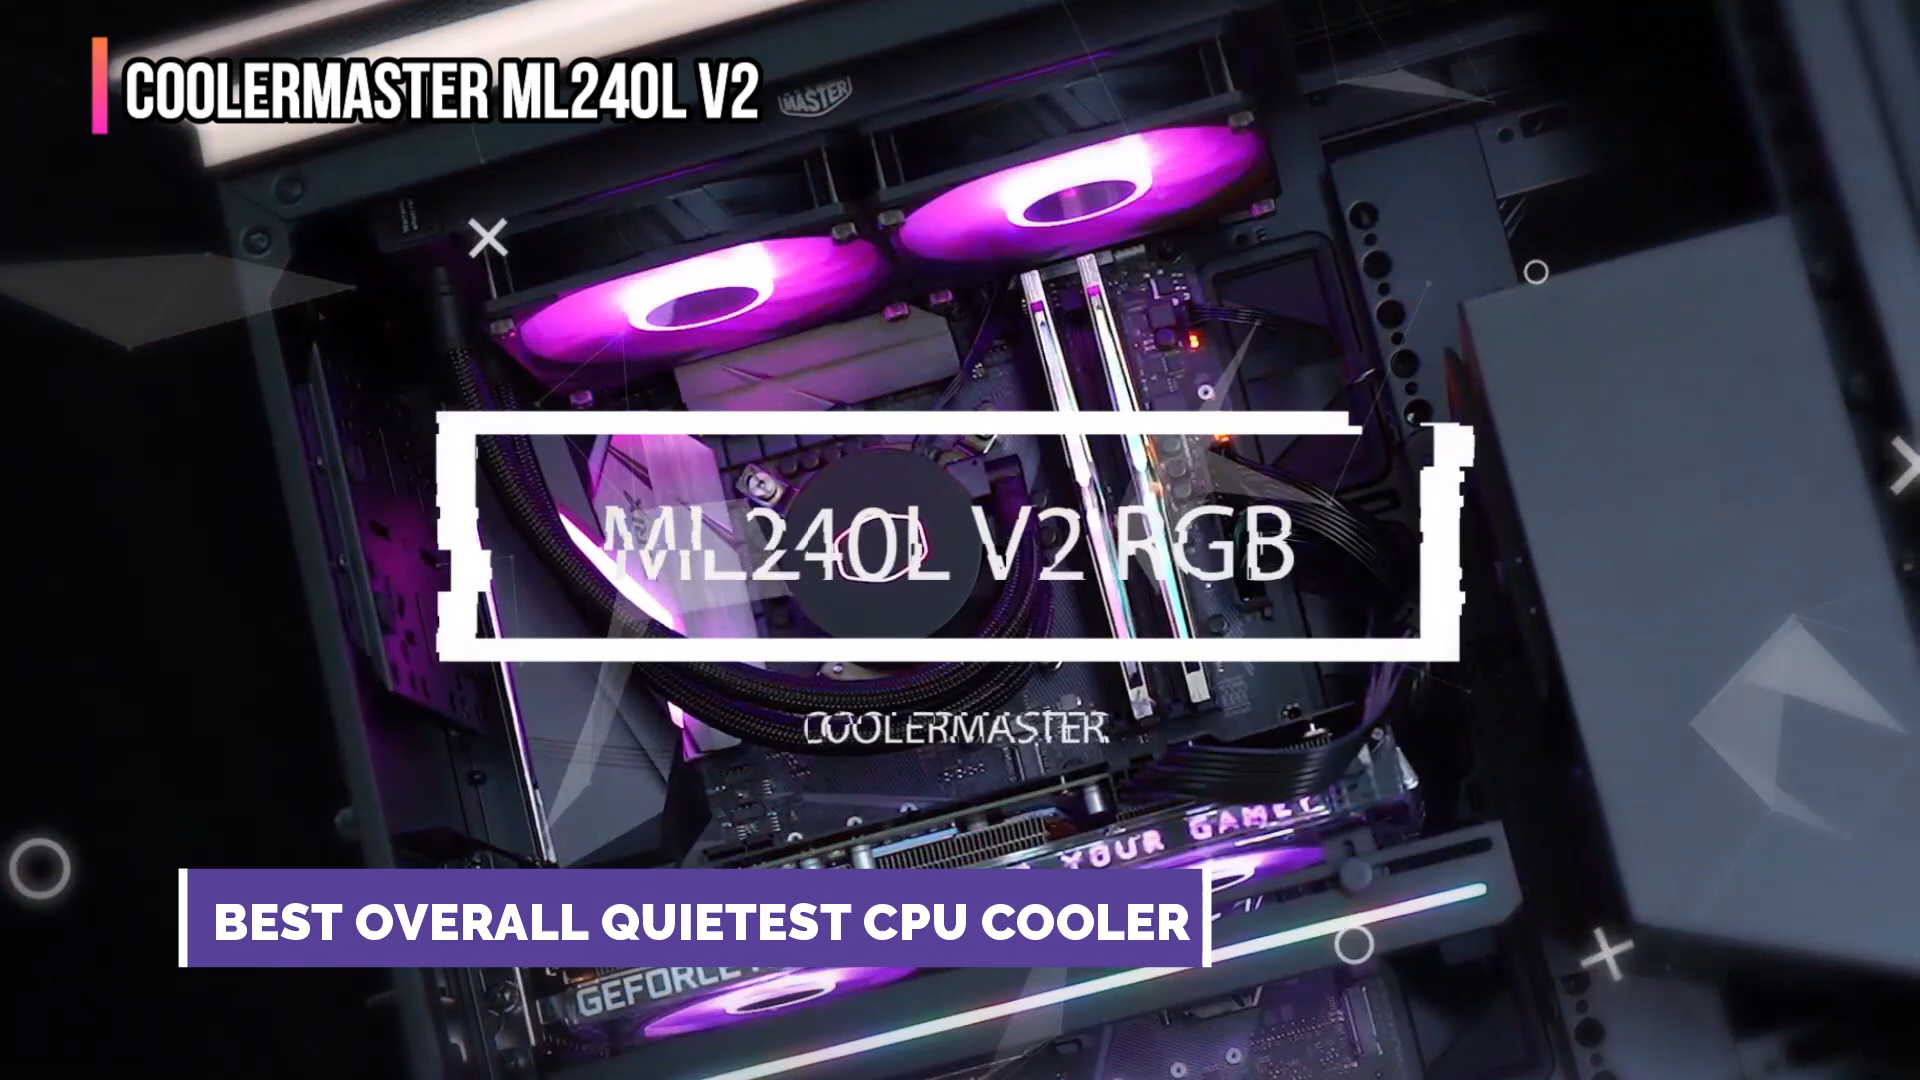 COOLERMASTER ML240L V2
MASTER
ML240L V2 RGB
COOLERMASTER
YOUR GAME
BEST OVERALL QUIETEST CPU COOLER
GEFORCE